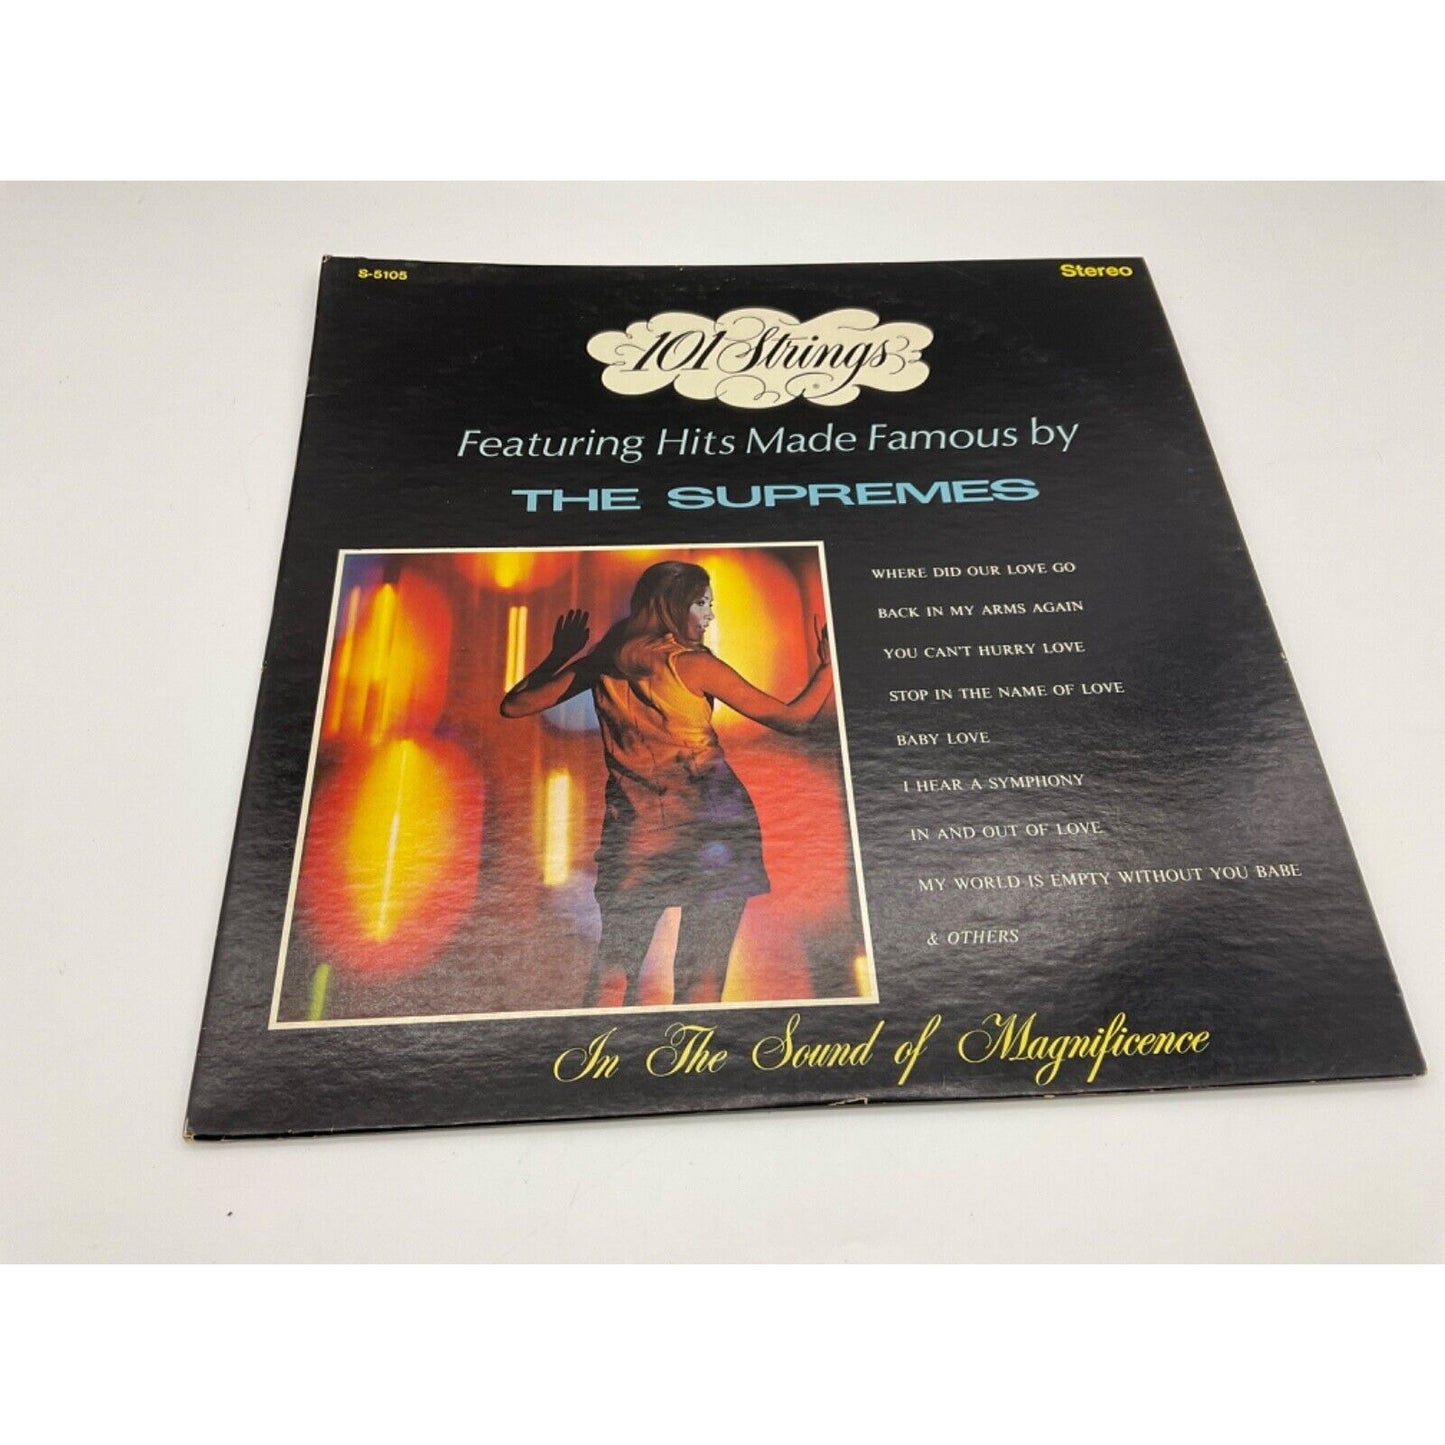 S-5105
Stereo
101 Strings
®
Featuring Hits Made Famous by
THE SUPREMES
WHERE DID OUR LOVE GO
BACK IN MY ARMS AGAIN
YOU CAN'T HURRY LOVE
STOP IN THE NAME OF LOVE
BABY LOVE
I HEAR A SYMPHONY
IN AND OUT OF LOVE
MY WORLD IS EMPTY WITHOUT YOU BABE
& OTHERS
In The Sound of Magnificence